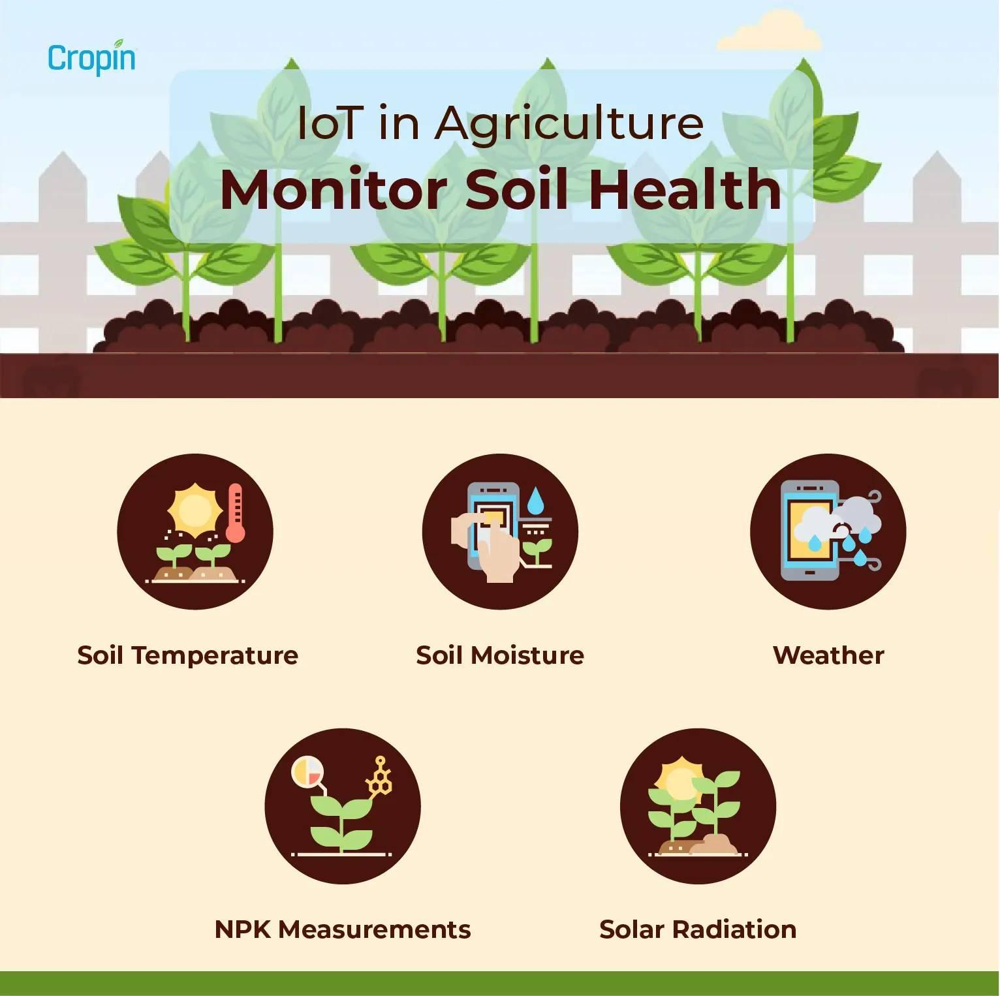 Cropin
IoT in Agriculture
Monitor Soil Health
Soil Temperature
Soil Moisture
Weather
NPK Measurements
Solar Radiation